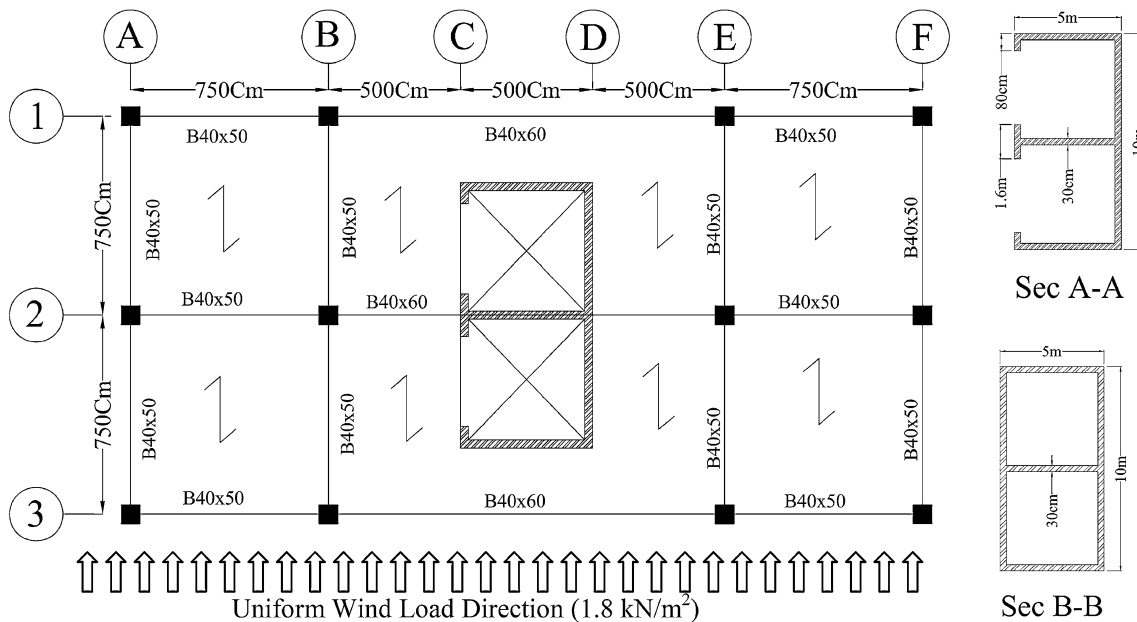 A B C D E F
750Cm 500Cm 500Cm 500Cm 750Cm
1
B40x50 B40x60 B40x50
750Cm B40x50 B40x50 B40x50 B40x50
2
B40x50 B40x60 B40x50
750Cm B40x50 B40x50 B40x50 B40x50
3
B40x50 B40x60 B40x50
Uniform Wind Load Direction (1.8 kN/m²)
5m
80cm
1.6m
30cm
10m
Sec A-A
5m
30cm
10m
Sec B-B